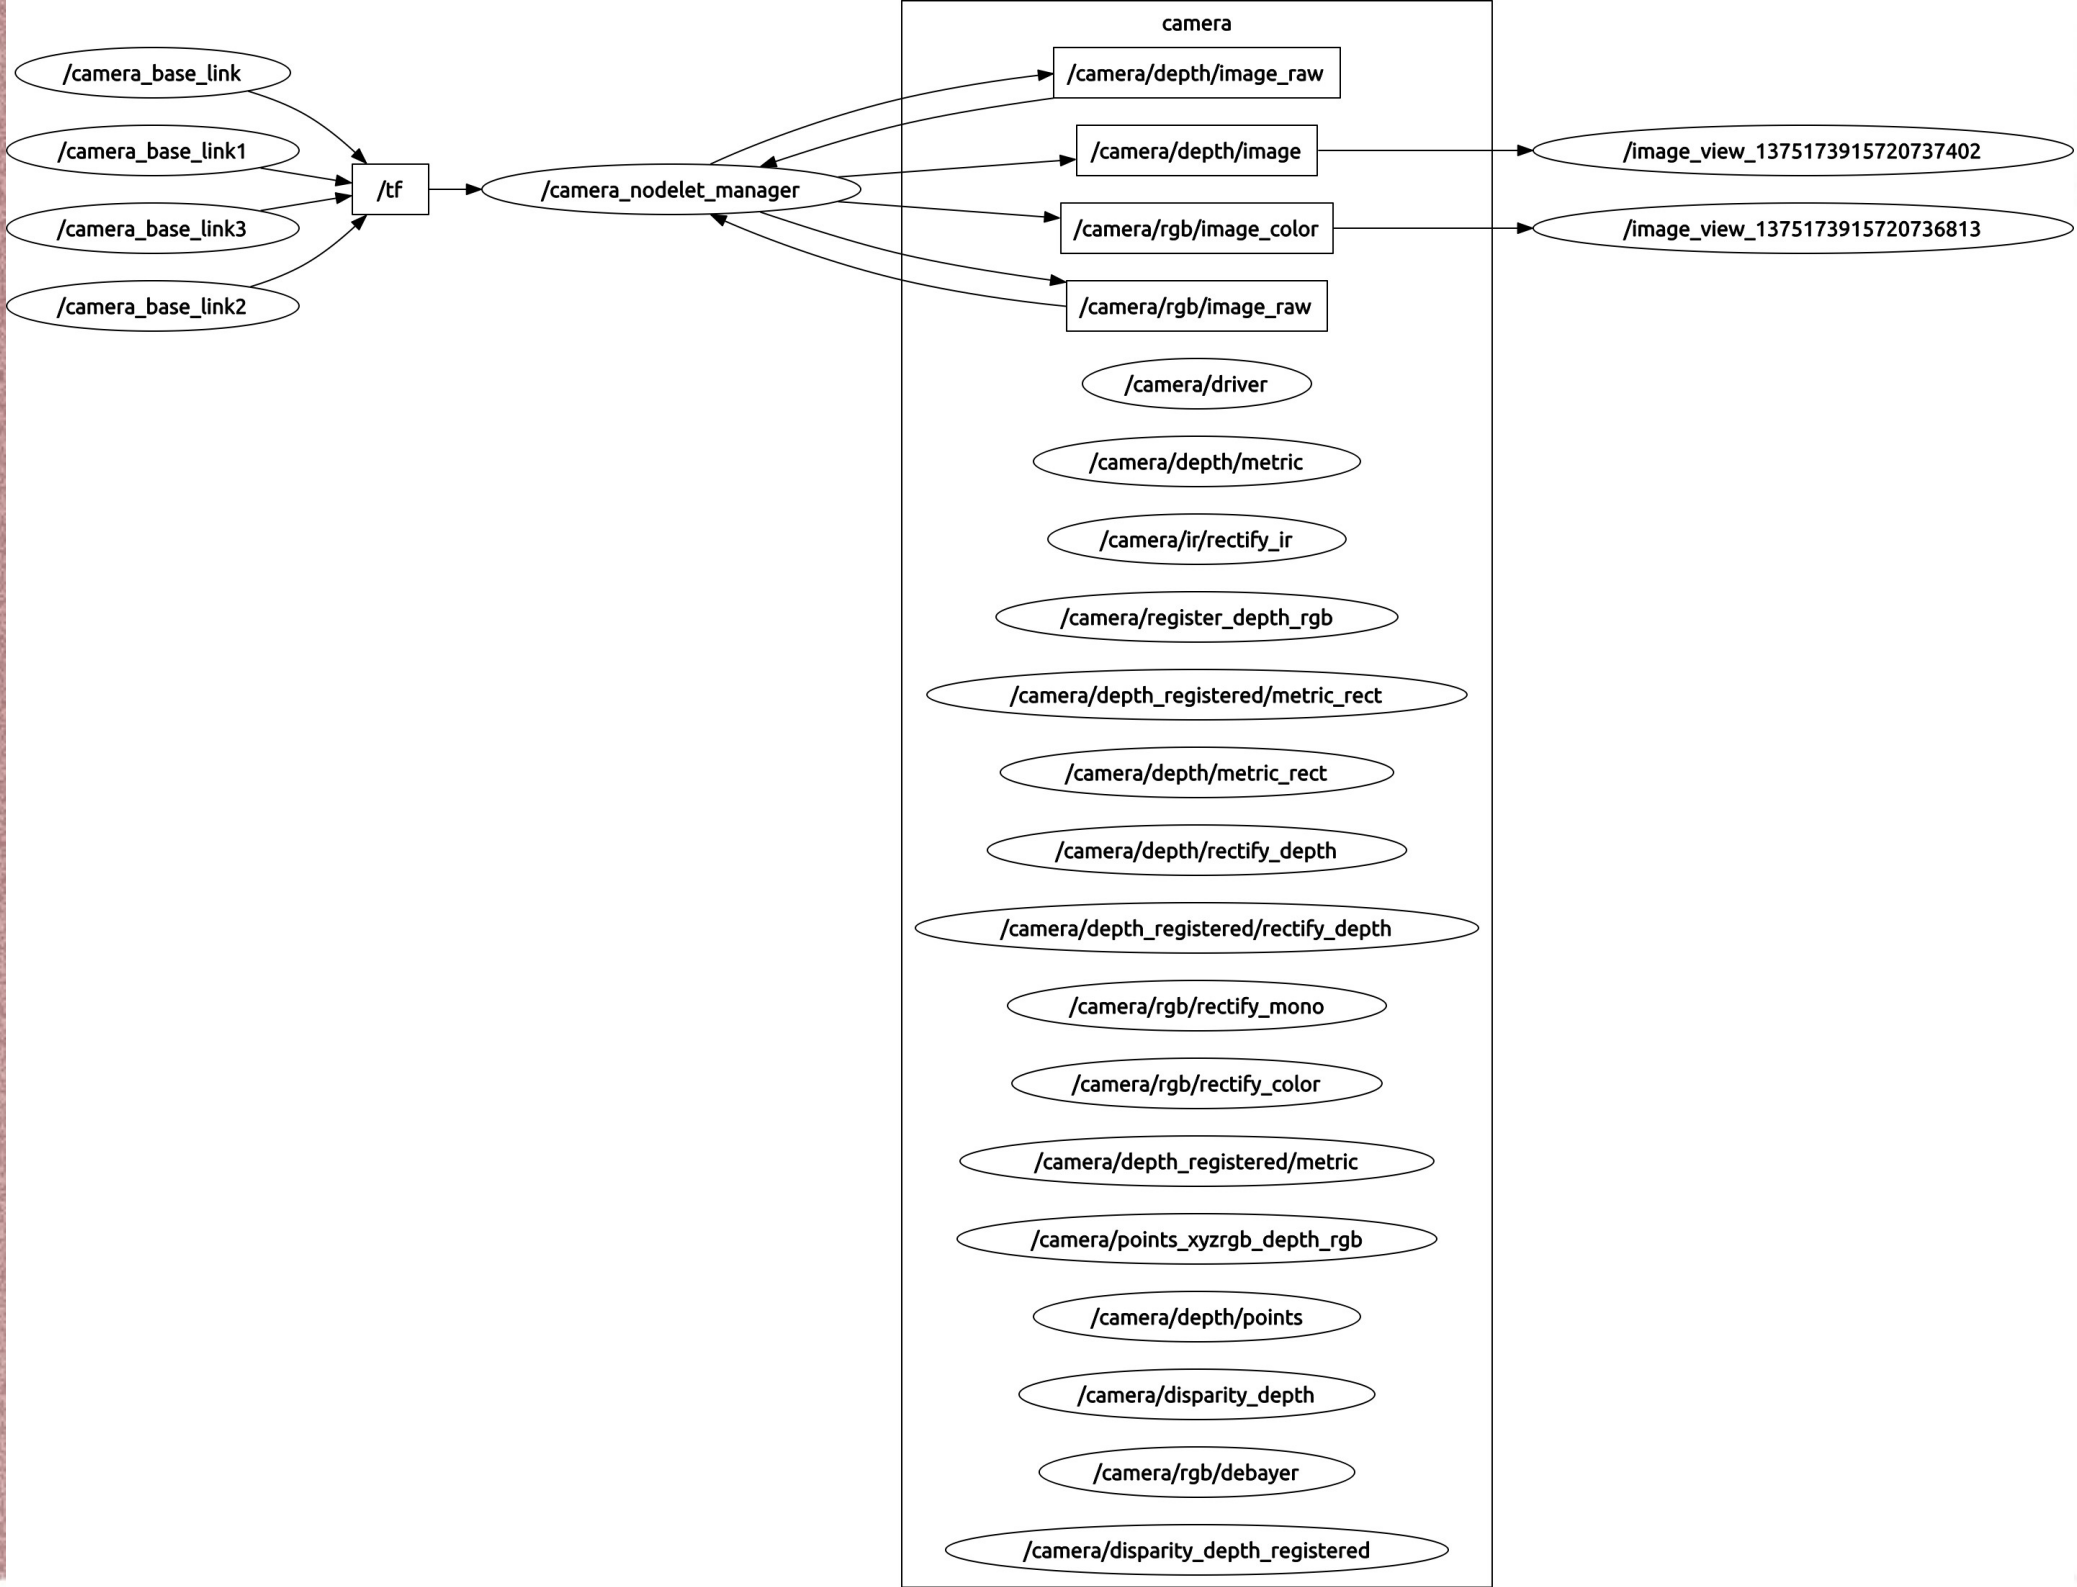 camera
/camera_base_link
/camera_base_link1
/camera_base_link3
/camera_base_link2
/tf
/camera_nodelet_manager
/camera/depth/image_raw
/camera/depth/image
/camera/rgb/image_color
/camera/rgb/image_raw
/camera/driver
/camera/depth/metric
/camera/ir/rectify_ir
/camera/register_depth_rgb
/camera/depth_registered/metric_rect
/camera/depth/metric_rect
/camera/depth/rectify_depth
/camera/depth_registered/rectify_depth
/camera/rgb/rectify_mono
/camera/rgb/rectify_color
/camera/depth_registered/metric
/camera/points_xyzrgb_depth_rgb
/camera/depth/points
/camera/disparity_depth
/camera/rgb/debayer
/camera/disparity_depth_registered
/image_view_1375173915720737402
/image_view_1375173915720736813